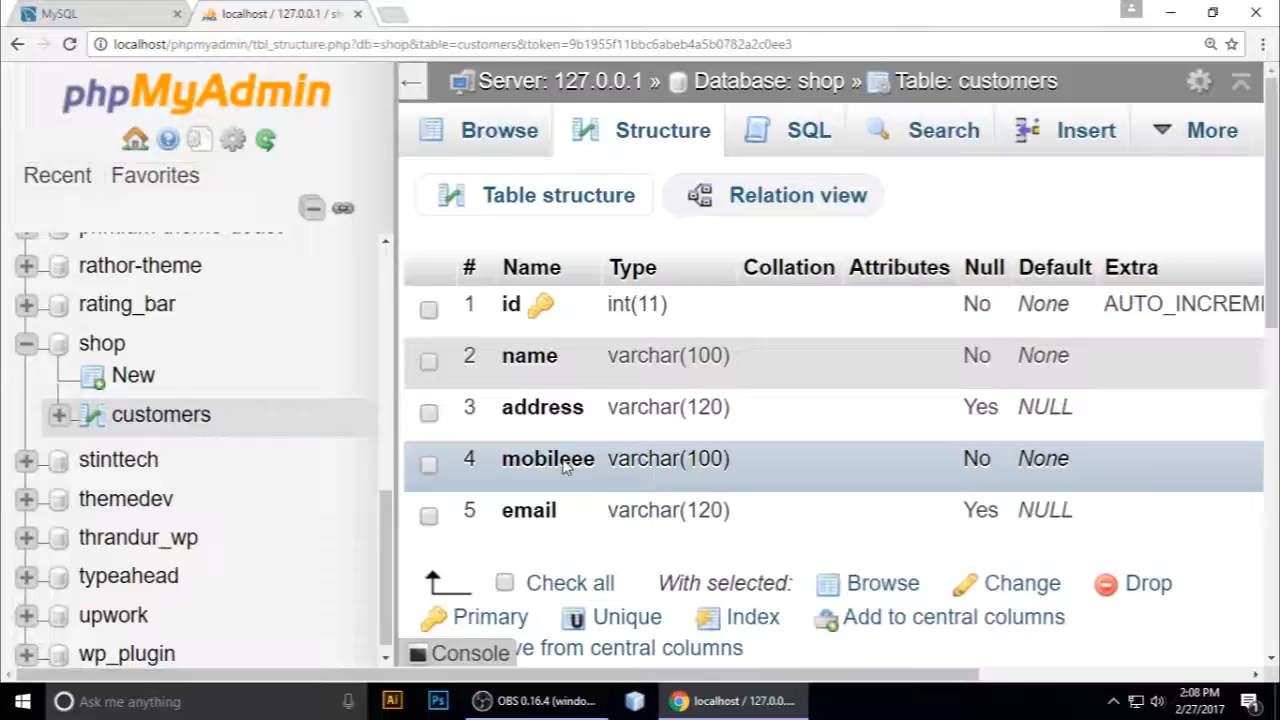 MySQL
localhost / 127.0.0.1 / sh
localhost/phpmyadmin/tbl_structure.php?db=shop&table=customers&token=9b1955f11bbc6abeb4a5b0782a2c0ee3
phpMyAdmin
Recent Favorites
rathor-theme
rating_bar
shop
New
customers
stinttech
themedev
thrandur_wp
typeahead
upwork
wp_plugin
Server: 127.0.0.1 » Database: shop » Table: customers
Browse Structure SQL Search Insert More
Table structure Relation view
# Name Type Collation Attributes Null Default Extra
1 id int(11) No None AUTO_INCREM
2 name varchar(100) No None
3 address varchar(120) Yes NULL
4 mobileee varchar(100) No None
5 email varchar(120) Yes NULL
Check all With selected: Browse Change Drop
Primary Unique Index Add to central columns
ve from central columns
Console
Ask me anything
Ai
Ps
OBS 0.16.4 (windo...
localhost / 127.0.0....
2:08 PM
2/27/2017
1